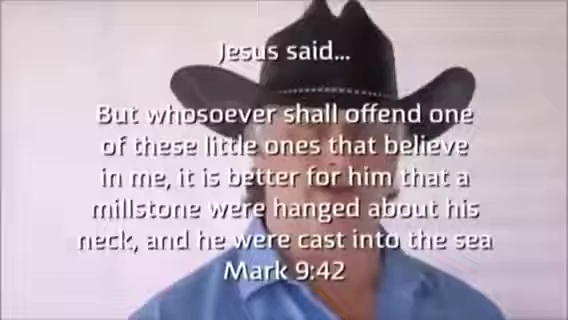 Jesus said...
But whosoever shall offend one
of these little ones that believe
in me, it is better for him that a
millstone were hanged about his
neck, and he were cast into the sea
Mark 9:42